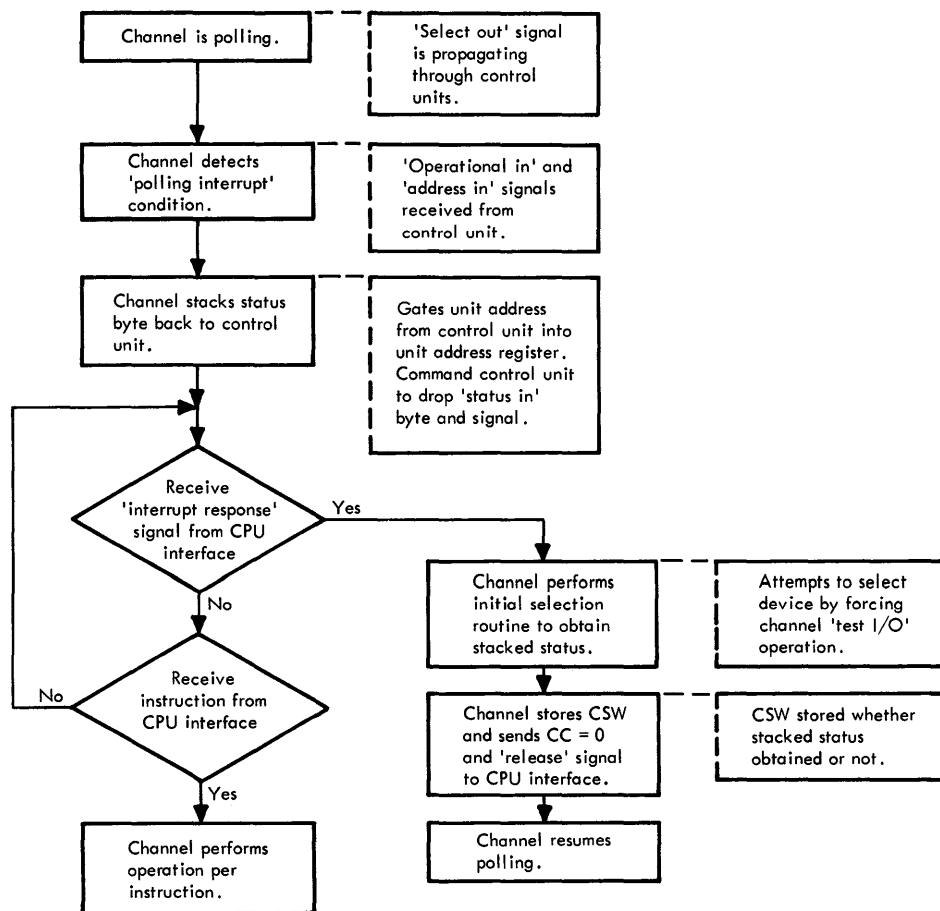 Channel is polling.
'Select out' signal
is propagating
through control
units.
Channel detects
'polling interrupt'
condition.
'Operational in' and
'address in' signals
received from
control unit.
Channel stacks status
byte back to control
unit.
Gates unit address
from control unit into
unit address register.
Command control unit
to drop 'status in'
byte and signal.
Receive
'interrupt response'
signal from CPU
interface
Yes
No
Channel performs
initial selection
routine to obtain
stacked status.
Attempts to select
device by forcing
channel 'test I/O'
operation.
Receive
instruction from
CPU interface
No
Yes
Channel stores CSW
and sends CC = 0
and 'release' signal
to CPU interface.
CSW stored whether
stacked status
obtained or not.
Channel resumes
polling.
Channel performs
operation per
instruction.